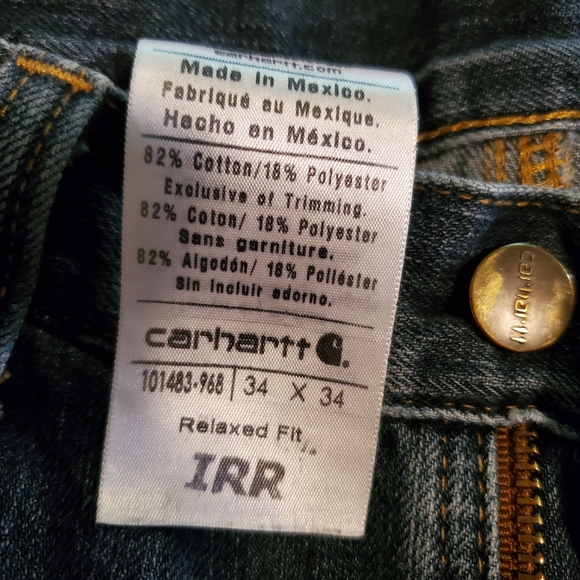 carhartt.com
Made in Mexico.
Fabriqué au Mexique.
Hecho en México.
82% Cotton/18% Polyester
Exclusive of Trimming.
82% Coton/ 18% Polyester
Sans garniture.
82% Algodón/ 18% Poliéster
Sin incluir adorno.
carhartt
101483-968 34 X 34
Relaxed Fit
IRR
carhartt